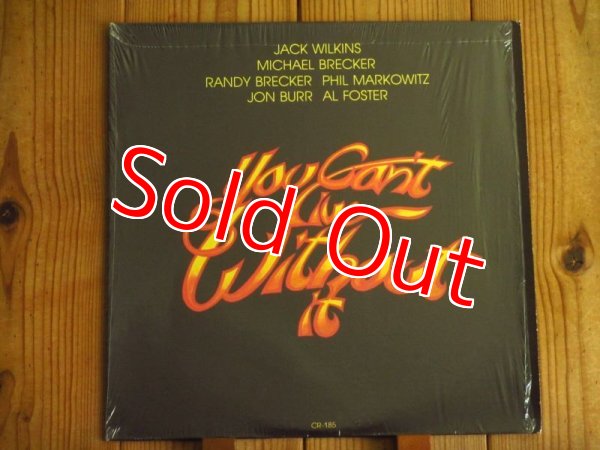 JACK WILKINS
MICHAEL BRECKER
RANDY BRECKER PHIL MARKOWITZ
JON BURR AL FOSTER
You Can't
Live
Without
it
Sold Out
CR-185